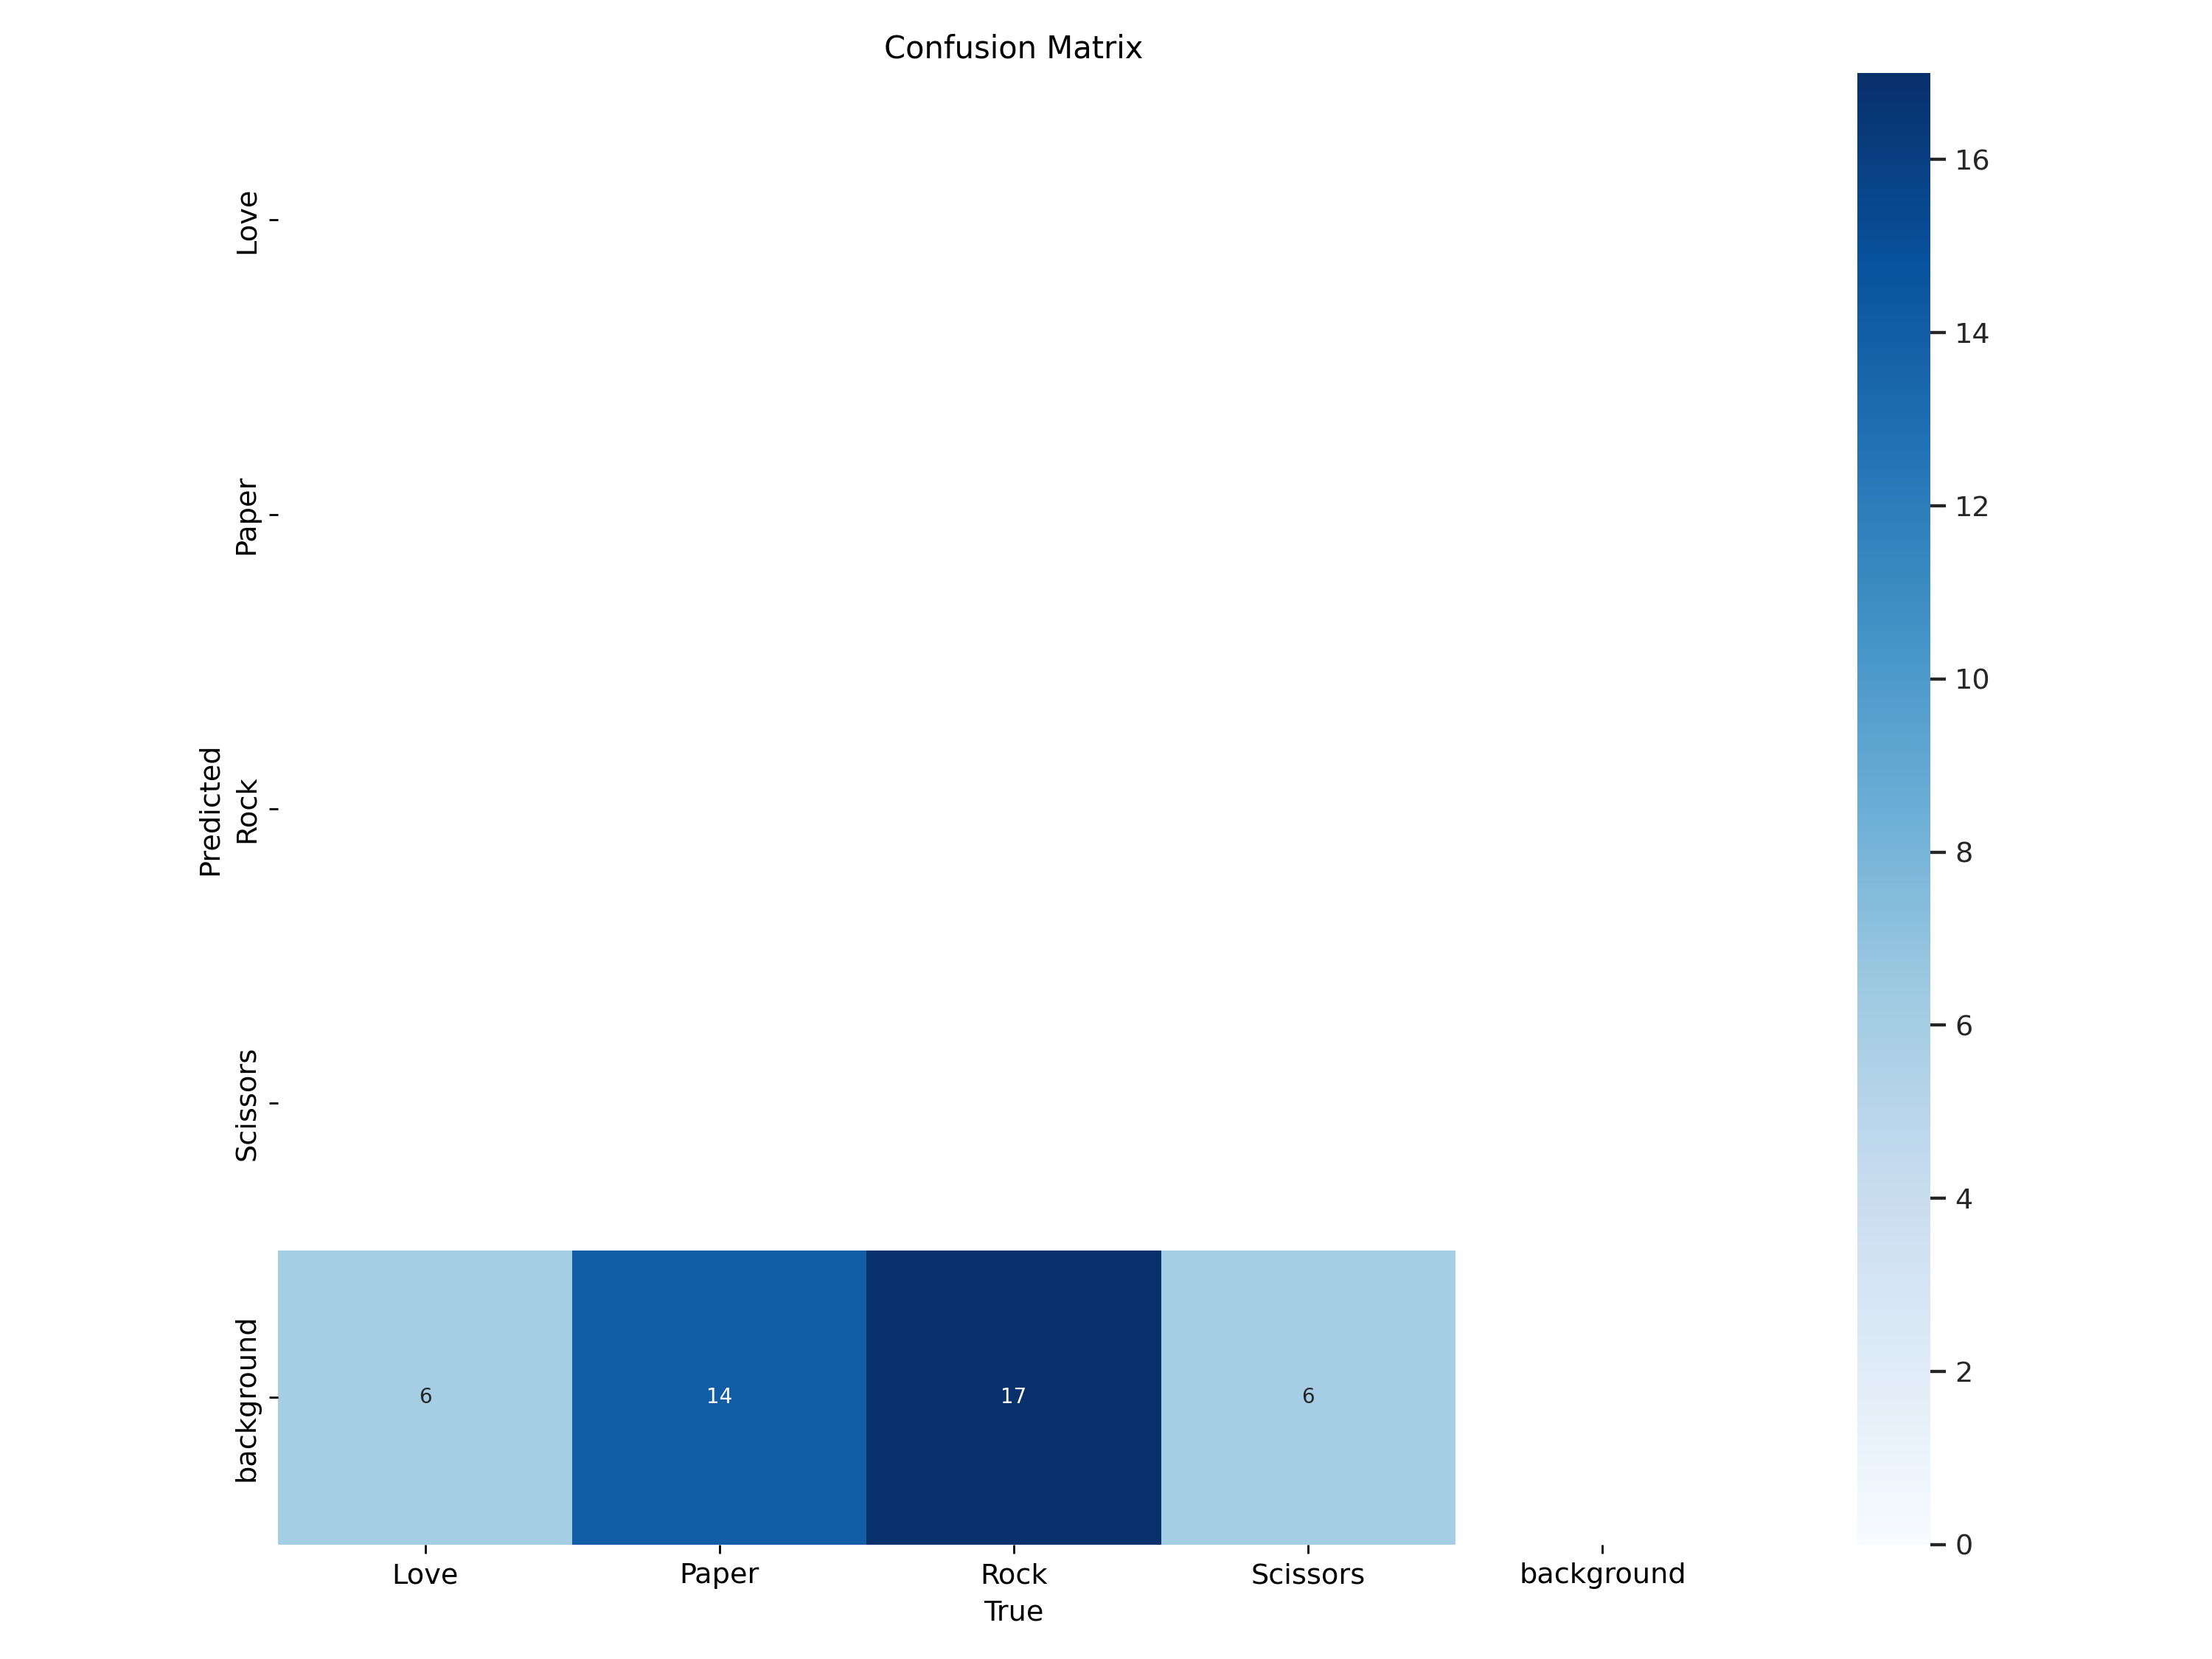 Confusion Matrix
Predicted
Love
Paper
Rock
Scissors
background
6
14
17
6
Love
Paper
Rock
Scissors
background
True
16
14
12
10
8
6
4
2
0